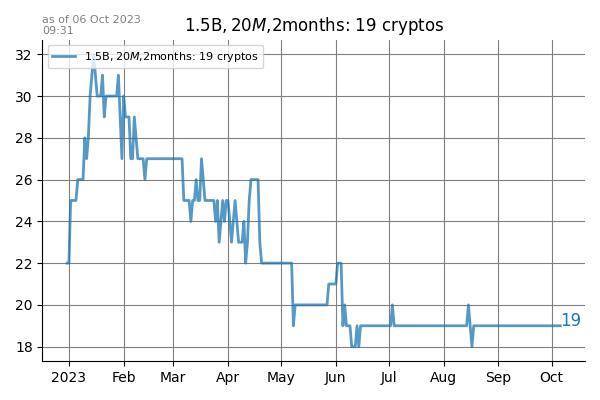 as of 06 Oct 2023
09:31
1.5B, 20M,2months: 19 cryptos
1.5B, 20M,2months: 19 cryptos
32
30
28
26
24
22
20
18
19
2023 Feb Mar Apr May Jun Jul Aug Sep Oct